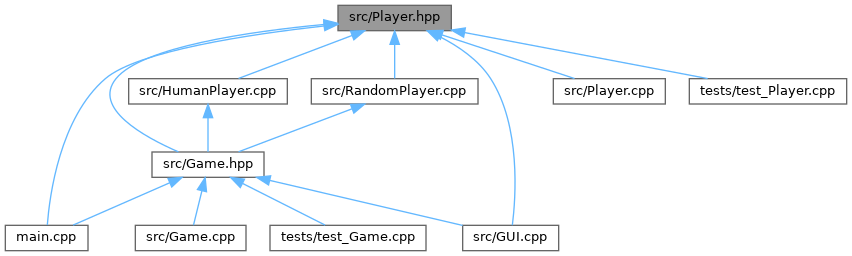 src/Player.hpp
src/HumanPlayer.cpp
src/RandomPlayer.cpp
src/Player.cpp
tests/test_Player.cpp
src/Game.hpp
main.cpp
src/Game.cpp
tests/test_Game.cpp
src/GUI.cpp